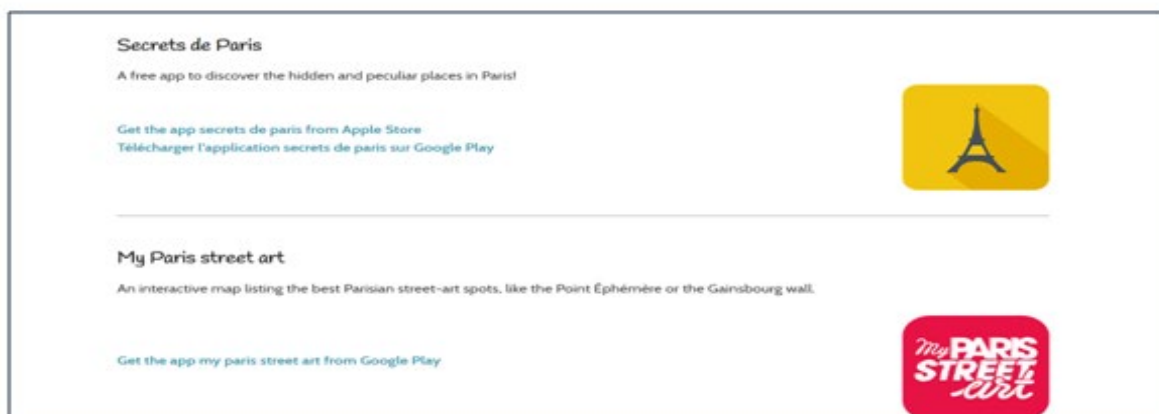 Secrets de Paris
A free app to discover the hidden and peculiar places in Paris!
Get the app secrets de paris from Apple Store
Télécharger l'application secrets de paris sur Google Play
My Paris street art
An interactive map listing the best Parisian street-art spots, like the Point Éphémère or the Gainsbourg wall.
Get the app my paris street art from Google Play
My PARIS
STREET
art